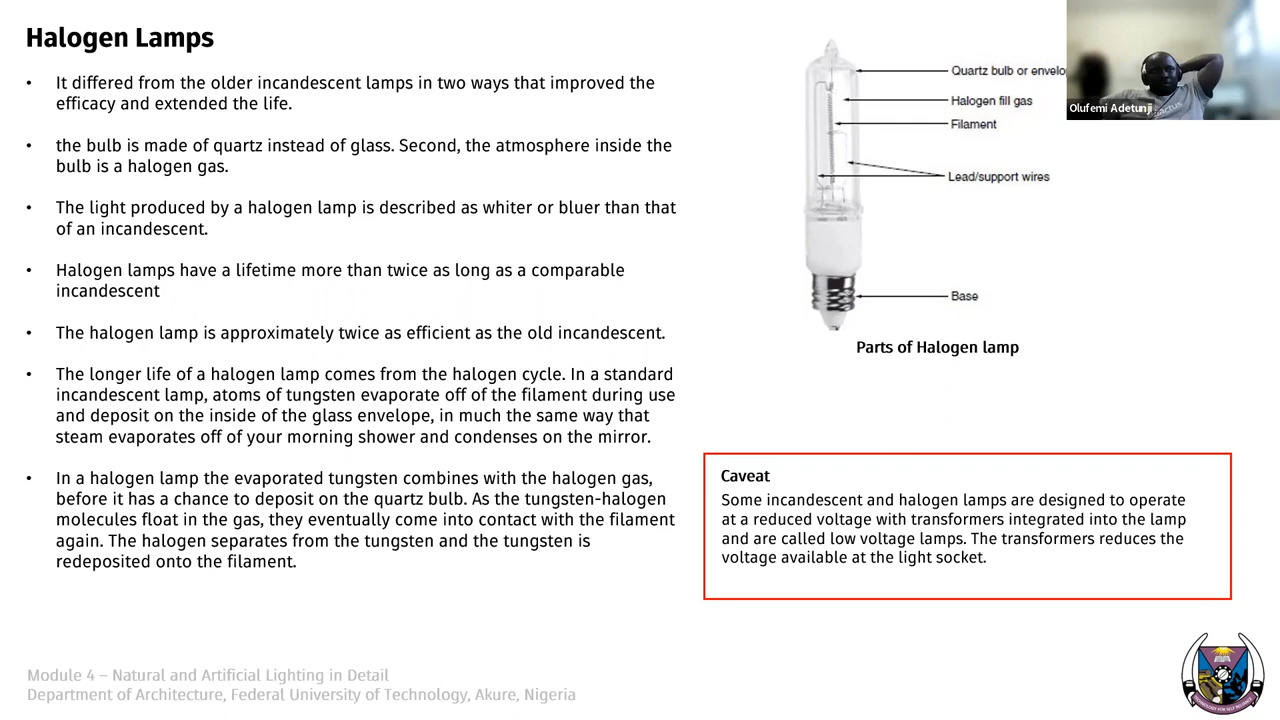 Halogen Lamps
• It differed from the older incandescent lamps in two ways that improved the
efficacy and extended the life.
• the bulb is made of quartz instead of glass. Second, the atmosphere inside the
bulb is a halogen gas.
• The light produced by a halogen lamp is described as whiter or bluer than that
of an incandescent.
• Halogen lamps have a lifetime more than twice as long as a comparable
incandescent
• The halogen lamp is approximately twice as efficient as the old incandescent.
• The longer life of a halogen lamp comes from the halogen cycle. In a standard
incandescent lamp, atoms of tungsten evaporate off of the filament during use
and deposit on the inside of the glass envelope, in much the same way that
steam evaporates off of your morning shower and condenses on the mirror.
• In a halogen lamp the evaporated tungsten combines with the halogen gas,
before it has a chance to deposit on the quartz bulb. As the tungsten-halogen
molecules float in the gas, they eventually come into contact with the filament
again. The halogen separates from the tungsten and the tungsten is
redeposited onto the filament.
Quartz bulb or envelo
Halogen fill gas
Filament
Lead/support wires
Base
Parts of Halogen lamp
Olufemi Adetunji
Caveat
Some incandescent and halogen lamps are designed to operate
at a reduced voltage with transformers integrated into the lamp
and are called low voltage lamps. The transformers reduces the
voltage available at the light socket.
Module 4 – Natural and Artificial Lighting in Detail
Department of Architecture, Federal University of Technology, Akure, Nigeria